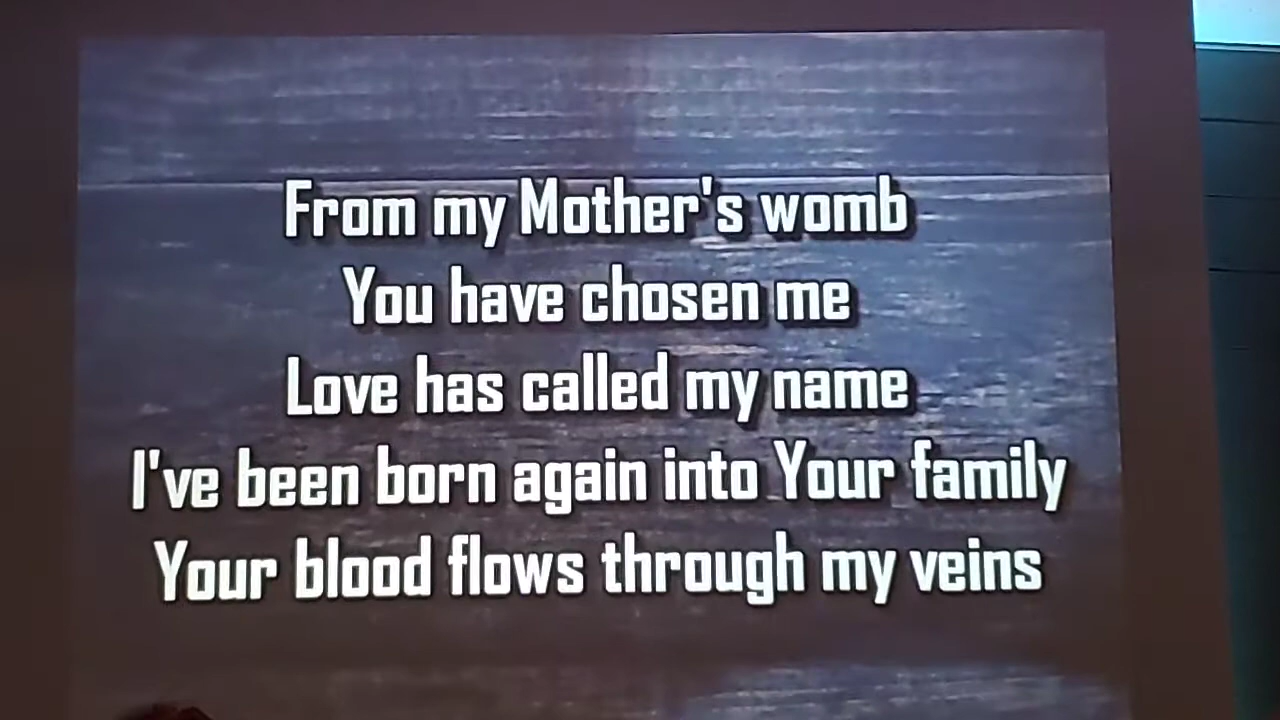 From my Mother's womb
You have chosen me
Love has called my name
I've been born again into Your family
Your blood flows through my veins